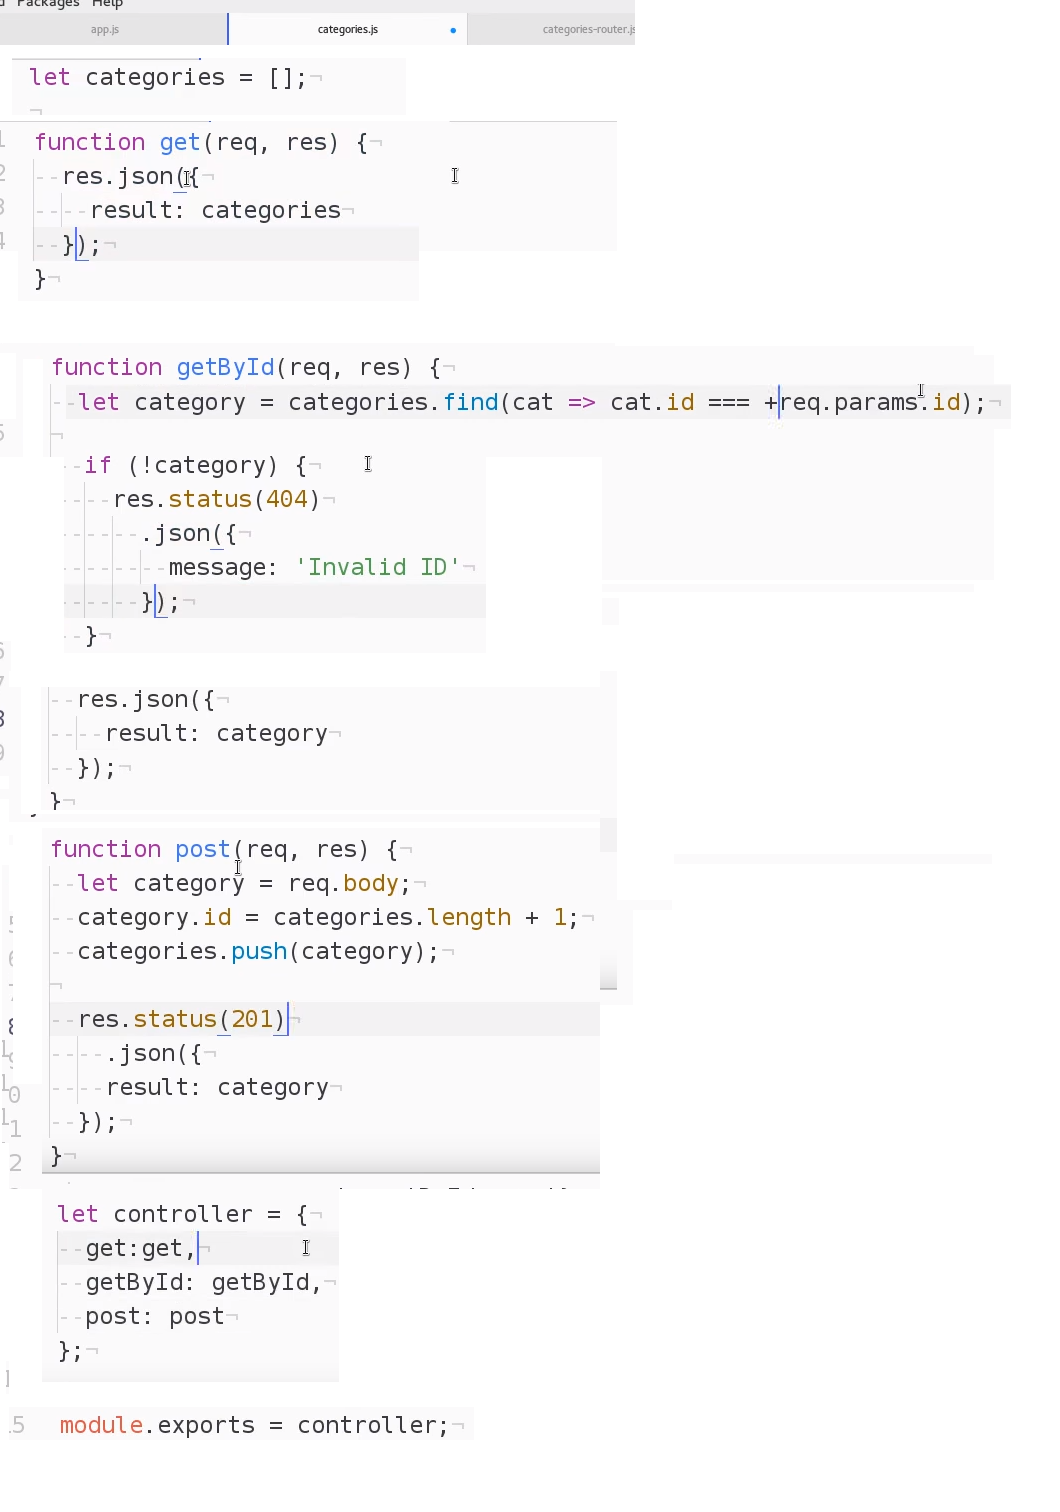 Packages Help
app.js
categories.js
categories-router.js
let categories = [];
function get(req, res) {
res.json({
result: categories
});
}
function getById(req, res) {
let category = categories.find(cat => cat.id === +req.params.id);
if (!category) {
res.status(404)
.json({
message: 'Invalid ID'
});
}
res.json({
result: category
});
}
function post(req, res) {
let category = req.body;
category.id = categories.length + 1;
categories.push(category);
res.status(201)
.json({
result: category
});
}
let controller = {
get:get,
getById: getById,
post: post
};
module.exports = controller;